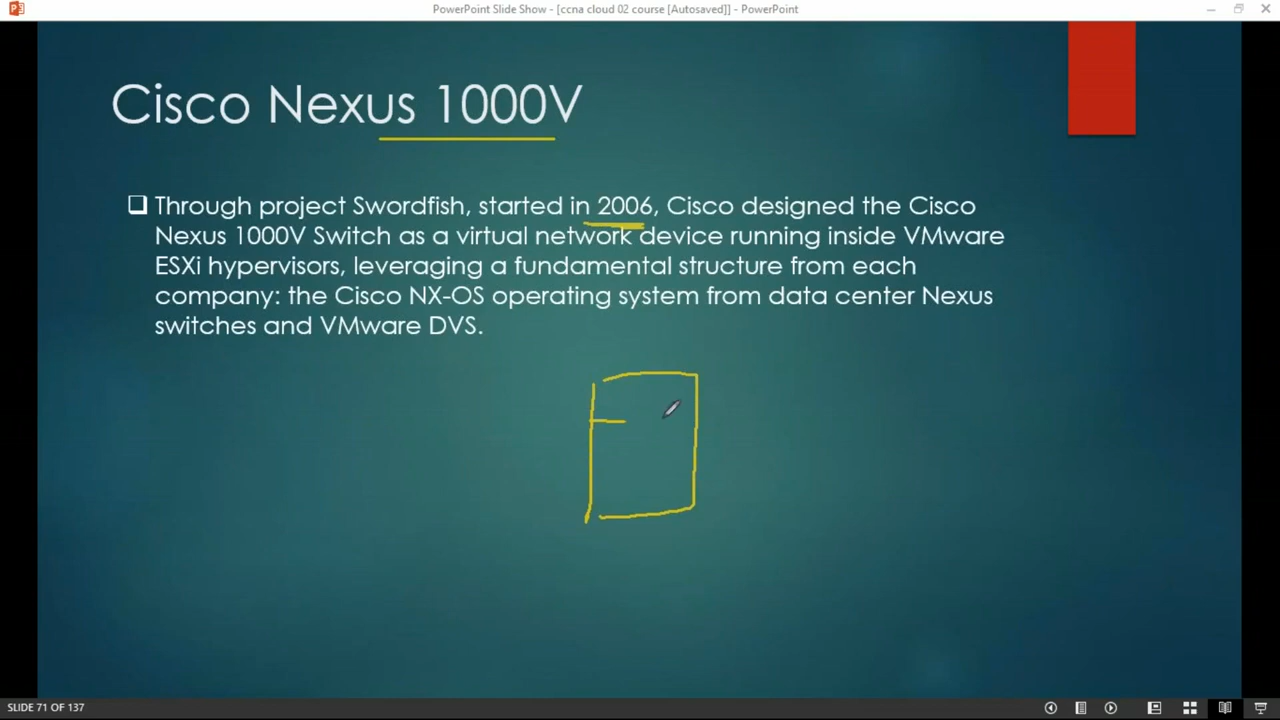 PowerPoint Slide Show - [ccna cloud 02 course [Autosaved]] - PowerPoint
Cisco Nexus 1000V
Through project Swordfish, started in 2006, Cisco designed the Cisco
Nexus 1000V Switch as a virtual network device running inside VMware
ESXi hypervisors, leveraging a fundamental structure from each
company: the Cisco NX-OS operating system from data center Nexus
switches and VMware DVS.
SLIDE 71 OF 137